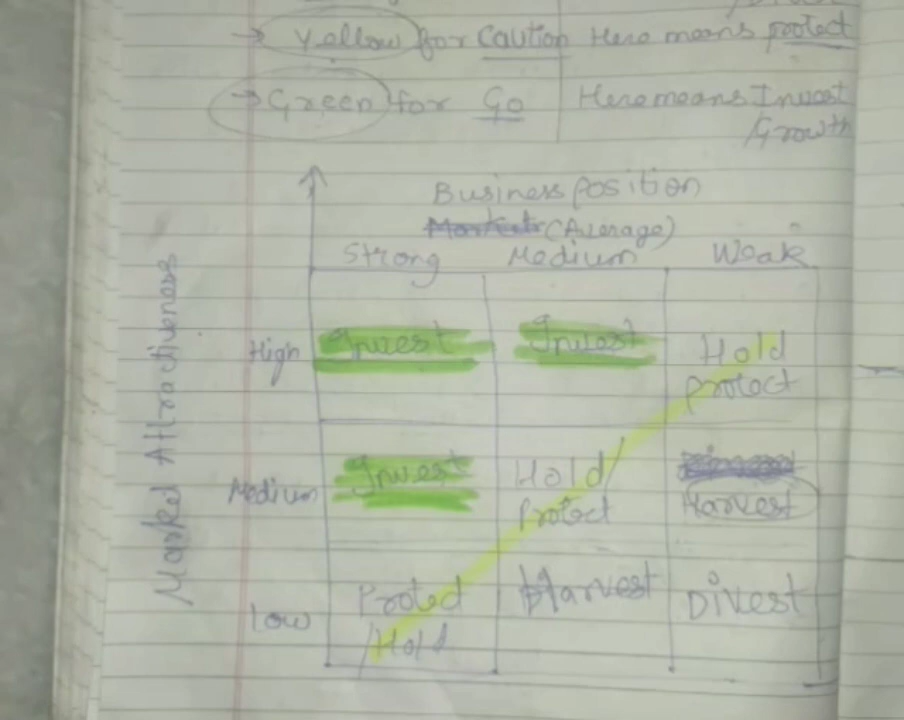 → Yellow for Caution Here means protect
→ Green for Go Here means Invest
/Growth
Business position
(Average)
Strong Medium Weak
Market Attractiveness
High Invest Invest Hold
protect
Medium Invest Hold/ Harvest
Protect
Low Protect Harvest Divest
/Hold